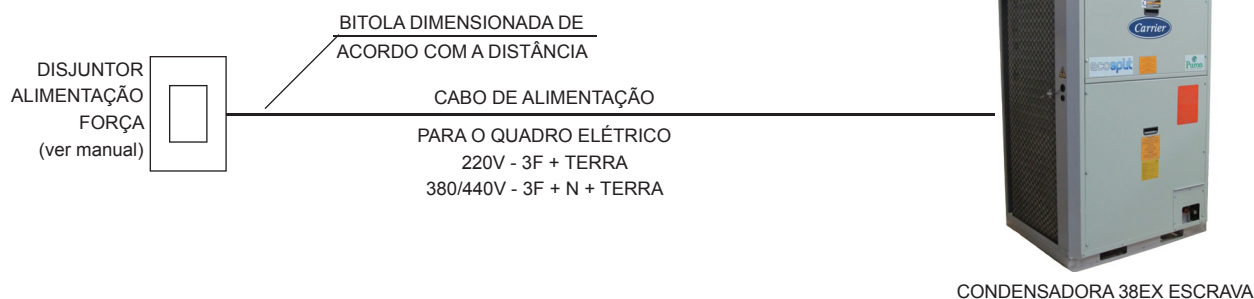 BITOLA DIMENSIONADA DE
ACORDO COM A DISTÂNCIA
DISJUNTOR
ALIMENTAÇÃO
FORÇA
(ver manual)
CABO DE ALIMENTAÇÃO
PARA O QUADRO ELÉTRICO
220V - 3F + TERRA
380/440V - 3F + N + TERRA
Carrier
ecosplit
Puron
CONDENSADORA 38EX ESCRAVA